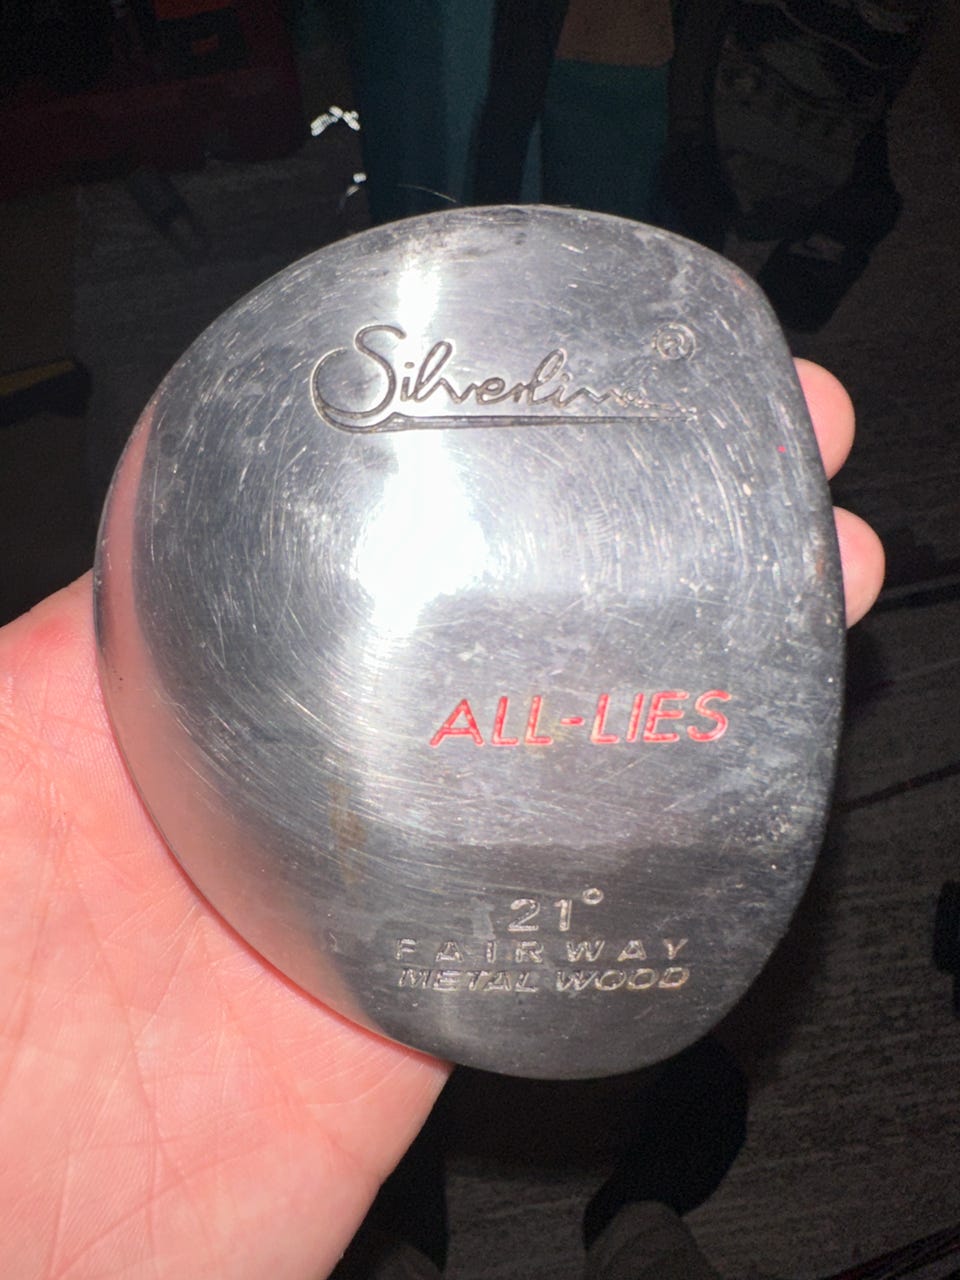 Silverline®
ALL-LIES
21°
FAIRWAY
METAL WOOD